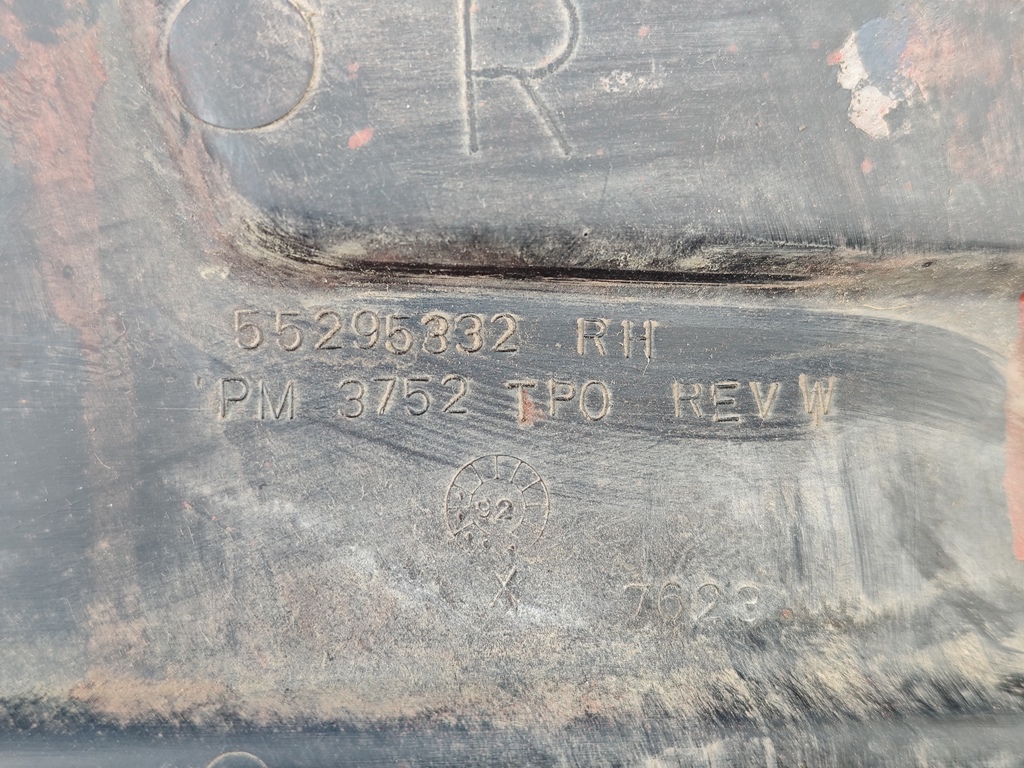 R
55295332 RH
PM 3752 TPO REV W
92
X 7623